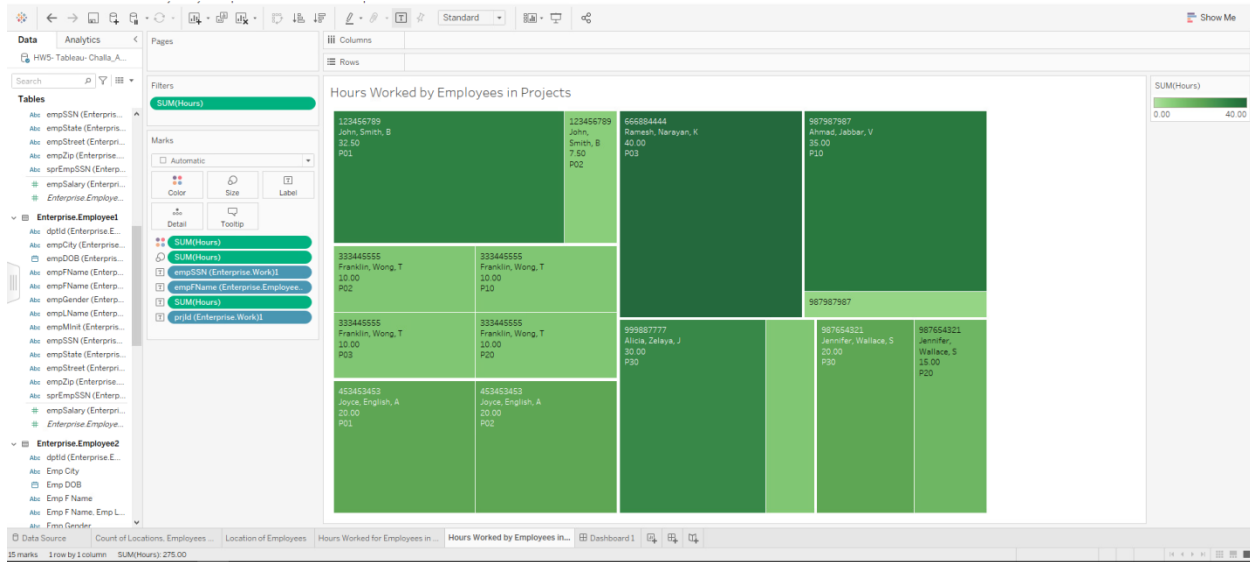 Standard
Show Me
Data
Analytics
Pages
Columns
HW5- Tableau- Challa_A...
Rows
Search
Tables
Filters
SUM(Hours)
Hours Worked by Employees in Projects
SUM(Hours)
0.00
40.00
empSSN (Enterpris...
empState (Enterpris...
empStreet (Enterpri...
empZip (Enterprise....
sprEmpSSN (Enterp...
empSalary (Enterpri...
Enterprise.Employe...
Enterprise.Employee1
dptId (Enterprise.E...
empCity (Enterprise...
empDOB (Enterpris...
empFName (Enterp...
empFName (Enterp...
empGender (Enterp...
empLName (Enterp...
empMInit (Enterpris...
empSSN (Enterpris...
empState (Enterpris...
empStreet (Enterpri...
empZip (Enterprise....
sprEmpSSN (Enterp...
empSalary (Enterpri...
Enterprise.Employe...
Enterprise.Employee2
dptId (Enterprise.E...
Emp City
Emp DOB
Emp F Name
Emp F Name, Emp L...
Emp Gender
Marks
Automatic
Color
Size
Label
Detail
Tooltip
SUM(Hours)
SUM(Hours)
empSSN (Enterprise.Work)1
empFName (Enterprise.Employee..
SUM(Hours)
prjId (Enterprise.Work)1
123456789
John, Smith, B
32.50
P01
123456789
John,
Smith, B
7.50
P02
666884444
Ramesh, Narayan, K
40.00
P03
987987987
Ahmad, Jabbar, V
35.00
P10
333445555
Franklin, Wong, T
10.00
P02
333445555
Franklin, Wong, T
10.00
P10
987987987
333445555
Franklin, Wong, T
10.00
P03
333445555
Franklin, Wong, T
10.00
P20
999887777
Alicia, Zelaya, J
30.00
P30
987654321
Jennifer, Wallace, S
20.00
P30
987654321
Jennifer,
Wallace, S
15.00
P20
453453453
Joyce, English, A
20.00
P01
453453453
Joyce, English, A
20.00
P02
Data Source
Count of Locations, Employees ...
Location of Employees
Hours Worked for Employees in ...
Hours Worked by Employees in...
Dashboard 1
15 marks
1 row by 1 column
SUM(Hours): 275.00